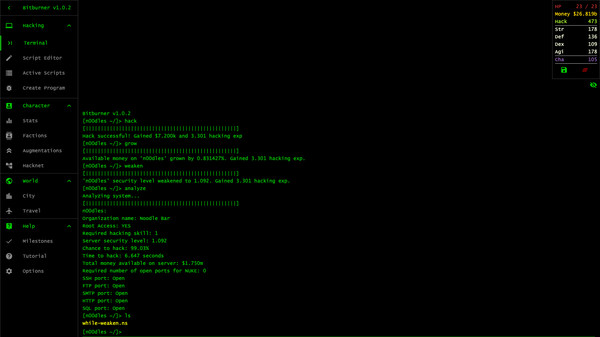 Bitburner v1.0.2
Hacking
Terminal
Script Editor
Active Scripts
Create Program
Character
Stats
Factions
Augmentations
Hacknet
World
City
Travel
Help
Milestones
Tutorial
Options
HP 23 / 23
Money $26.819b
Hack 473
Str 178
Def 136
Dex 109
Agi 178
Cha 105
Bitburner v1.0.2
[n00dles ~/]> hack
Hack successful! Gained $7.200k and 3.301 hacking exp
[n00dles ~/]> grow
Available money on 'n00dles' grown by 0.831427%. Gained 3.301 hacking exp.
[n00dles ~/]> weaken
'n00dles' security level weakened to 1.092. Gained 3.301 hacking exp.
[n00dles ~/]> analyze
Analyzing system...
n00dles:
Organization name: Noodle Bar
Root Access: YES
Required hacking skill: 1
Server security level: 1.092
Chance to hack: 99.03%
Time to hack: 6.647 seconds
Total money available on server: $1.750m
Required number of open ports for NUKE: 0
SSH port: Open
FTP port: Open
SMTP port: Open
HTTP port: Open
SQL port: Open
[n00dles ~/]> ls
while-weaken.ns
[n00dles ~/]>